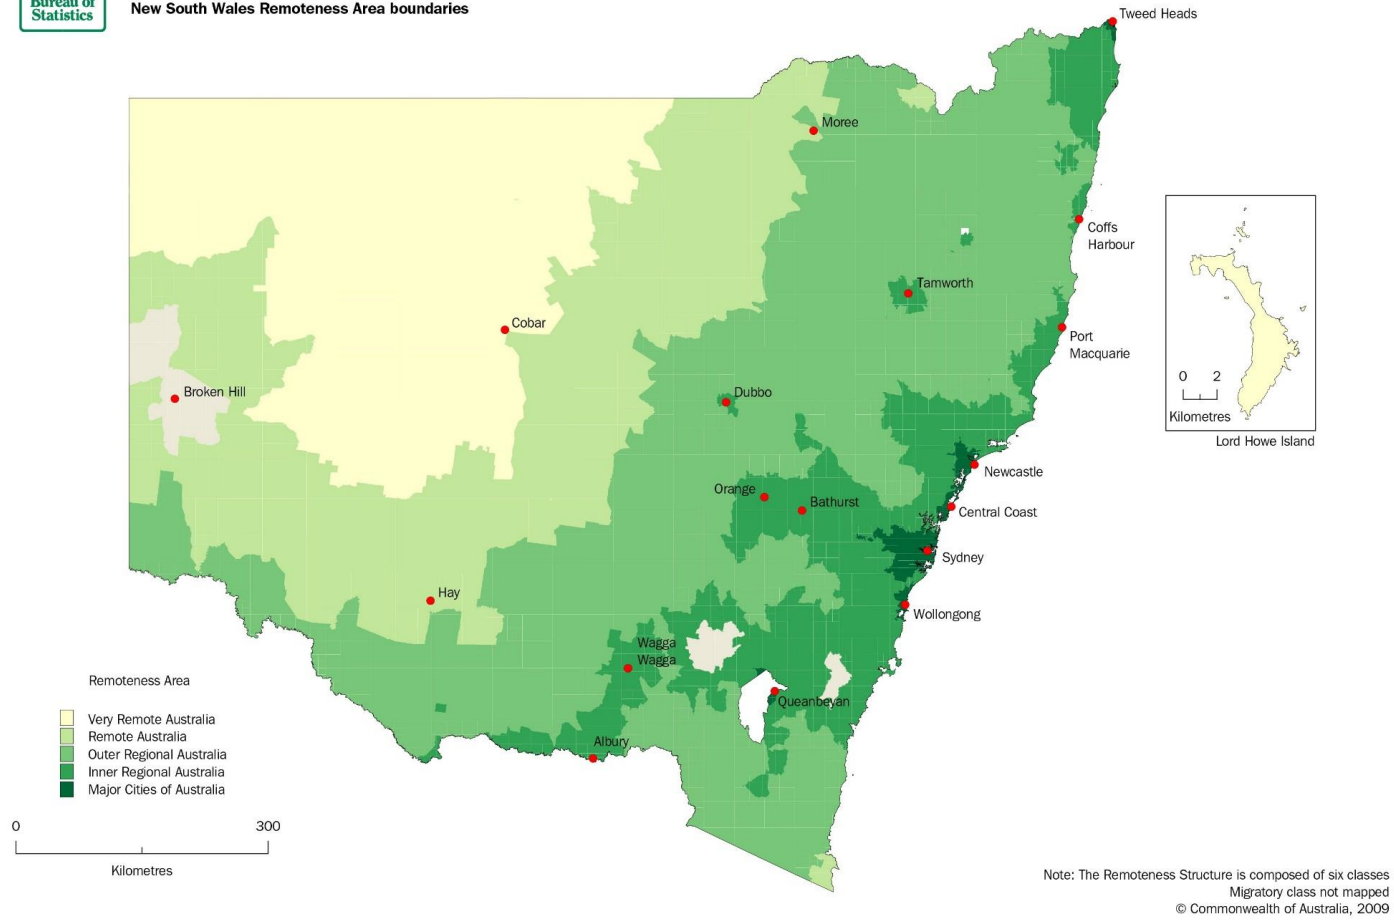 Bureau of
Statistics
New South Wales Remoteness Area boundaries
Tweed Heads
Moree
Coffs
Harbour
Tamworth
Cobar
Port
Macquarie
Broken Hill
Dubbo
0 2
Kilometres
Lord Howe Island
Newcastle
Orange
Bathurst
Central Coast
Sydney
Hay
Wollongong
Wagga
Wagga
Queanbeyan
Albury
Remoteness Area
Very Remote Australia
Remote Australia
Outer Regional Australia
Inner Regional Australia
Major Cities of Australia
0 300
Kilometres
Note: The Remoteness Structure is composed of six classes
Migratory class not mapped
© Commonwealth of Australia, 2009